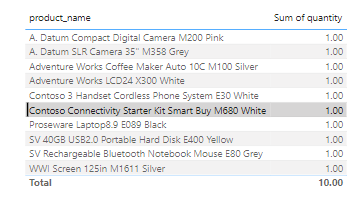 product_name Sum of quantity
A. Datum Compact Digital Camera M200 Pink 1.00
A. Datum SLR Camera 35" M358 Grey 1.00
Adventure Works Coffee Maker Auto 10C M100 Silver 1.00
Adventure Works LCD24 X300 White 1.00
Contoso 3 Handset Cordless Phone System E30 White 1.00
Contoso Connectivity Starter Kit Smart Buy M680 White 1.00
Proseware Laptop8.9 E089 Black 1.00
SV 40GB USB2.0 Portable Hard Disk E400 Yellow 1.00
SV Rechargeable Bluetooth Notebook Mouse E80 Grey 1.00
WWI Screen 125in M1611 Silver 1.00
Total 10.00